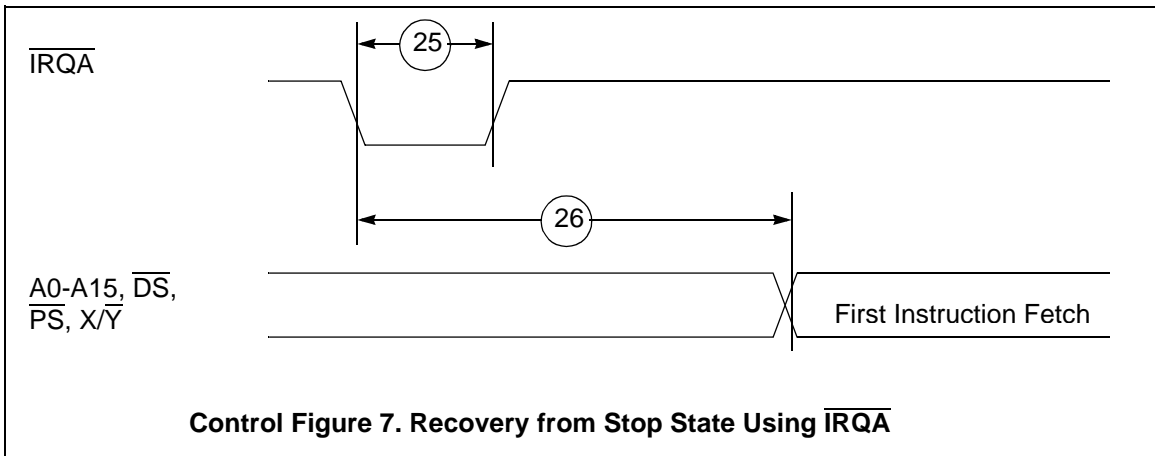 25
IRQA
26
A0-A15, DS,
PS, X/Y
First Instruction Fetch
Control Figure 7. Recovery from Stop State Using IRQA